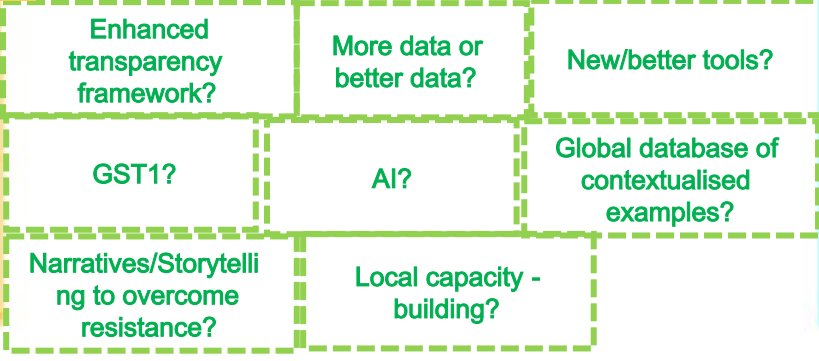 Enhanced
transparency
framework?
More data or
better data?
New/better tools?
GST1?
AI?
Global database of
contextualised
examples?
Narratives/Storytelli
ng to overcome
resistance?
Local capacity -
building?